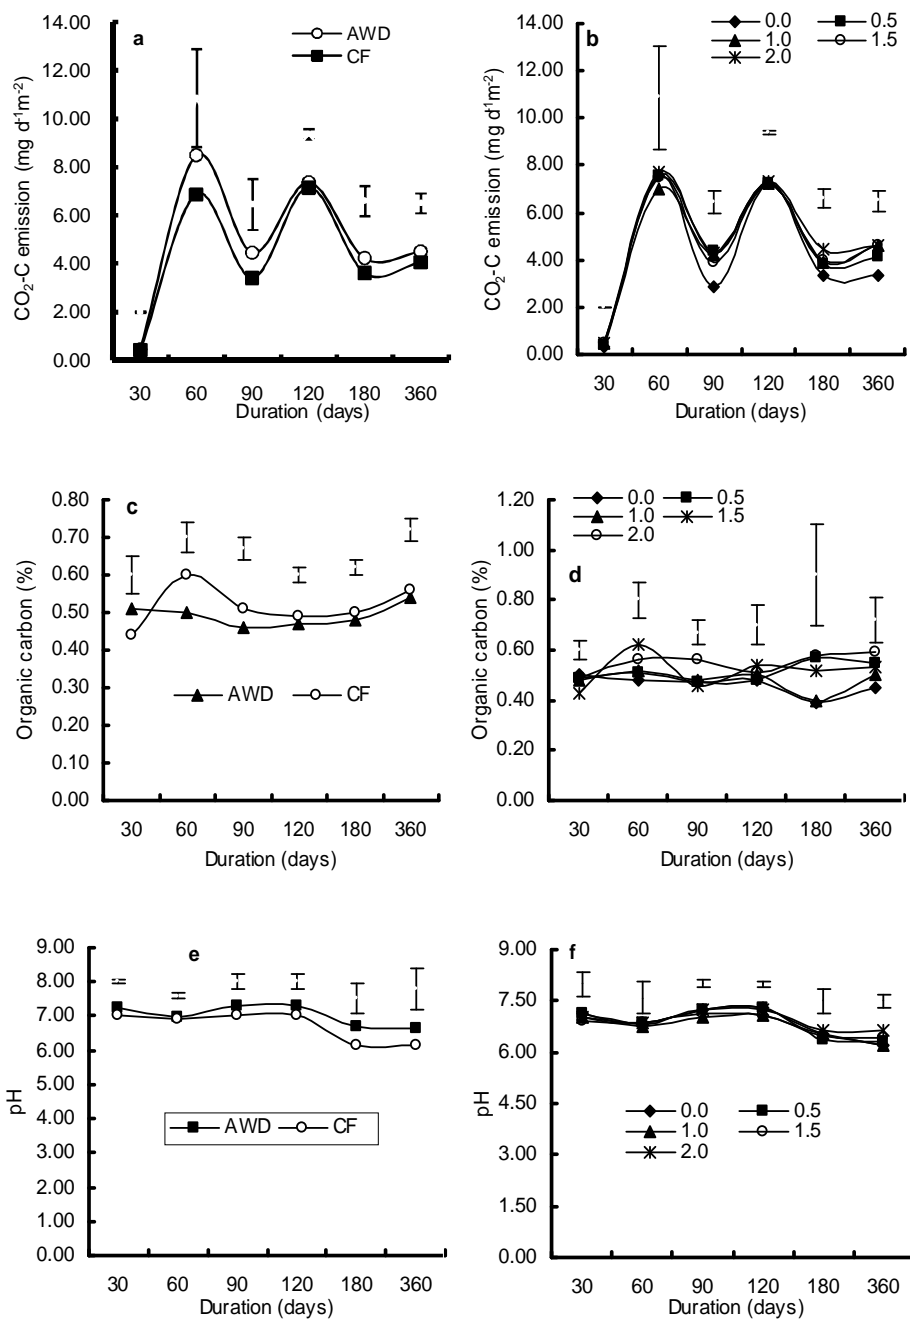 a
AWD
CF
14.00
12.00
10.00
8.00
6.00
4.00
2.00
0.00
CO2-C emission (mg d-1m-2)
30 60 90 120 180 360
Duration (days)
b
0.0 0.5
1.0 1.5
2.0
14.00
12.00
10.00
8.00
6.00
4.00
2.00
0.00
CO2-C emission (mg d-1m-2)
30 60 90 120 180 360
Duration (days)
c
0.80
0.70
0.60
0.50
0.40
0.30
0.20
0.10
0.00
Organic carbon (%)
AWD CF
30 60 90 120 180 360
Duration (days)
0.0 0.5
1.0 1.5
2.0
d
1.20
1.00
0.80
0.60
0.40
0.20
0.00
Organic carbon (%)
30 60 90 120 180 360
Duration (days)
e
9.00
8.00
7.00
6.00
5.00
4.00
3.00
2.00
1.00
0.00
pH
AWD CF
30 60 90 120 180 360
Duration (days)
f
9.00
7.50
6.00
4.50
3.00
1.50
0.00
pH
0.0 0.5
1.0 1.5
2.0
30 60 90 120 180 360
Duration (days)